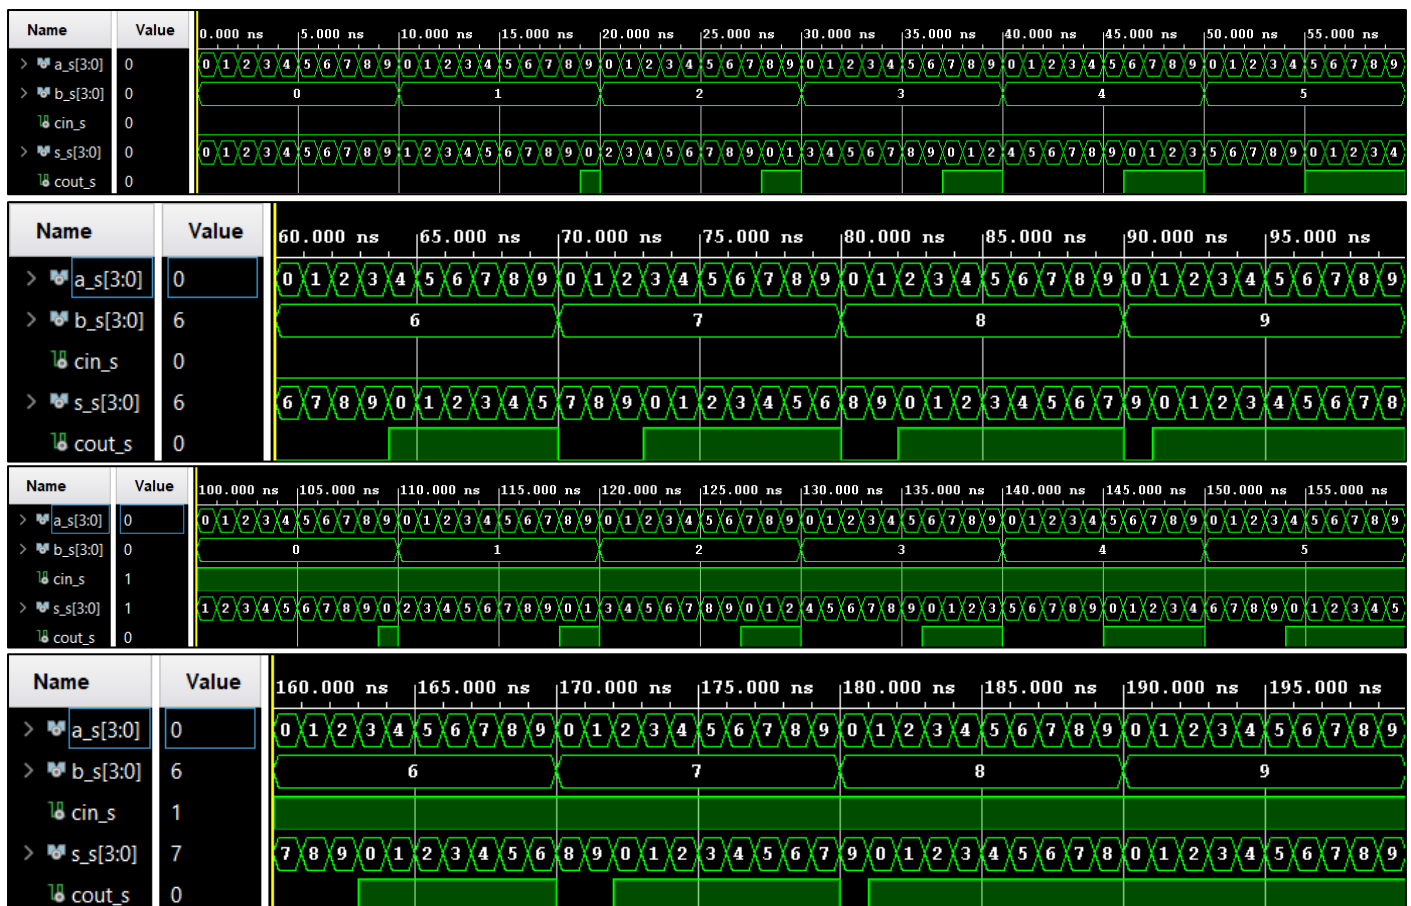 Name Value 0.000 ns 5.000 ns 10.000 ns 15.000 ns 20.000 ns 25.000 ns 30.000 ns 35.000 ns 40.000 ns 45.000 ns 50.000 ns 55.000 ns
a_s[3:0] 0 0 1 2 3 4 5 6 7 8 9 0 1 2 3 4 5 6 7 8 9 0 1 2 3 4 5 6 7 8 9 0 1 2 3 4 5 6 7 8 9 0 1 2 3 4 5 6 7 8 9 0 1 2 3 4 5 6 7 8 9
b_s[3:0] 0 0 1 2 3 4 5
cin_s 0
s_s[3:0] 0 0 1 2 3 4 5 6 7 8 9 1 2 3 4 5 6 7 8 9 0 2 3 4 5 6 7 8 9 0 1 3 4 5 6 7 8 9 0 1 2 4 5 6 7 8 9 0 1 2 3 5 6 7 8 9 0 1 2 3 4
cout_s 0
Name Value 60.000 ns 65.000 ns 70.000 ns 75.000 ns 80.000 ns 85.000 ns 90.000 ns 95.000 ns
a_s[3:0] 0 0 1 2 3 4 5 6 7 8 9 0 1 2 3 4 5 6 7 8 9 0 1 2 3 4 5 6 7 8 9 0 1 2 3 4 5 6 7 8 9
b_s[3:0] 6 6 7 8 9
cin_s 0
s_s[3:0] 6 6 7 8 9 0 1 2 3 4 5 7 8 9 0 1 2 3 4 5 6 8 9 0 1 2 3 4 5 6 7 9 0 1 2 3 4 5 6 7 8
cout_s 0
Name Value 100.000 ns 105.000 ns 110.000 ns 115.000 ns 120.000 ns 125.000 ns 130.000 ns 135.000 ns 140.000 ns 145.000 ns 150.000 ns 155.000 ns
a_s[3:0] 0 0 1 2 3 4 5 6 7 8 9 0 1 2 3 4 5 6 7 8 9 0 1 2 3 4 5 6 7 8 9 0 1 2 3 4 5 6 7 8 9 0 1 2 3 4 5 6 7 8 9 0 1 2 3 4 5 6 7 8 9
b_s[3:0] 0 0 1 2 3 4 5
cin_s 1
s_s[3:0] 1 1 2 3 4 5 6 7 8 9 0 2 3 4 5 6 7 8 9 0 1 3 4 5 6 7 8 9 0 1 2 4 5 6 7 8 9 0 1 2 3 5 6 7 8 9 0 1 2 3 4 6 7 8 9 0 1 2 3 4 5
cout_s 0
Name Value 160.000 ns 165.000 ns 170.000 ns 175.000 ns 180.000 ns 185.000 ns 190.000 ns 195.000 ns
a_s[3:0] 0 0 1 2 3 4 5 6 7 8 9 0 1 2 3 4 5 6 7 8 9 0 1 2 3 4 5 6 7 8 9 0 1 2 3 4 5 6 7 8 9
b_s[3:0] 6 6 7 8 9
cin_s 1
s_s[3:0] 7 7 8 9 0 1 2 3 4 5 6 8 9 0 1 2 3 4 5 6 7 9 0 1 2 3 4 5 6 7 8 0 1 2 3 4 5 6 7 8 9
cout_s 0